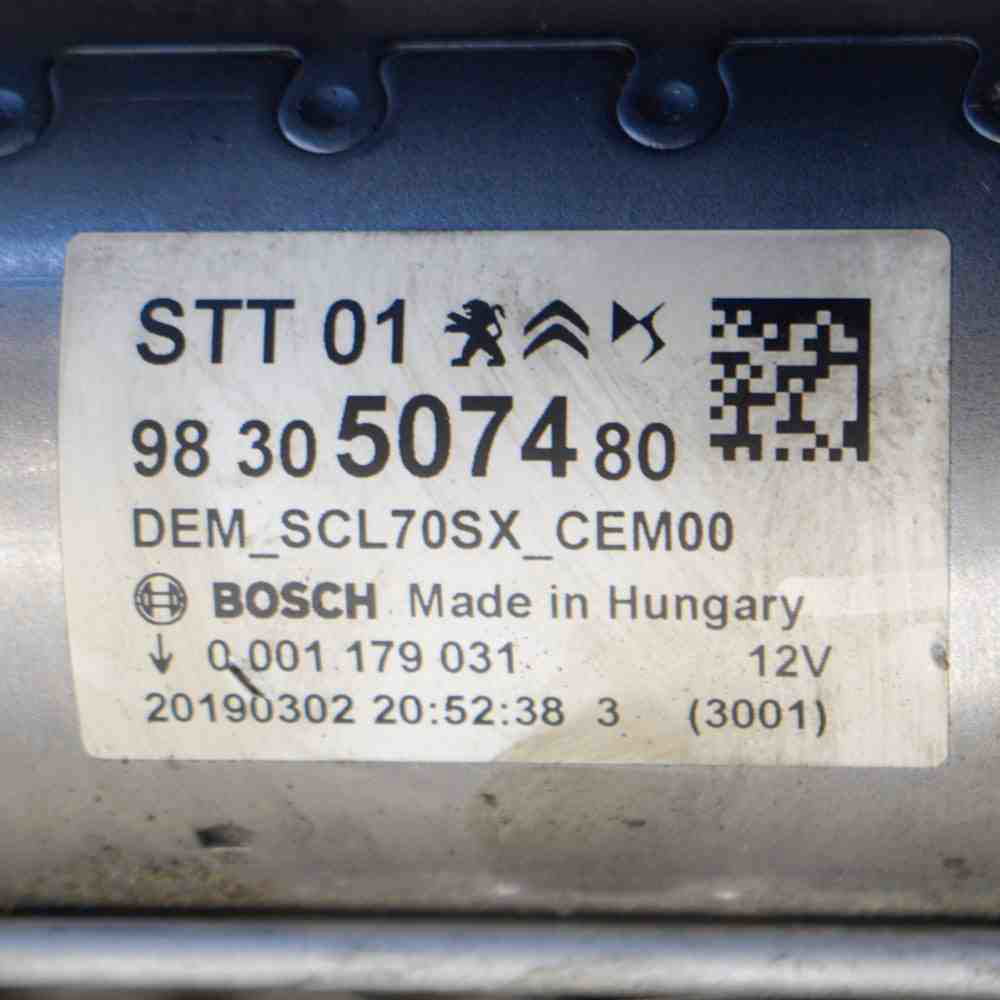 STT 01
98 30 5074 80
DEM_SCL70SX_CEM00
BOSCH Made in Hungary
↓ 0 001 179 031 12V
20190302 20:52:38 3 (3001)